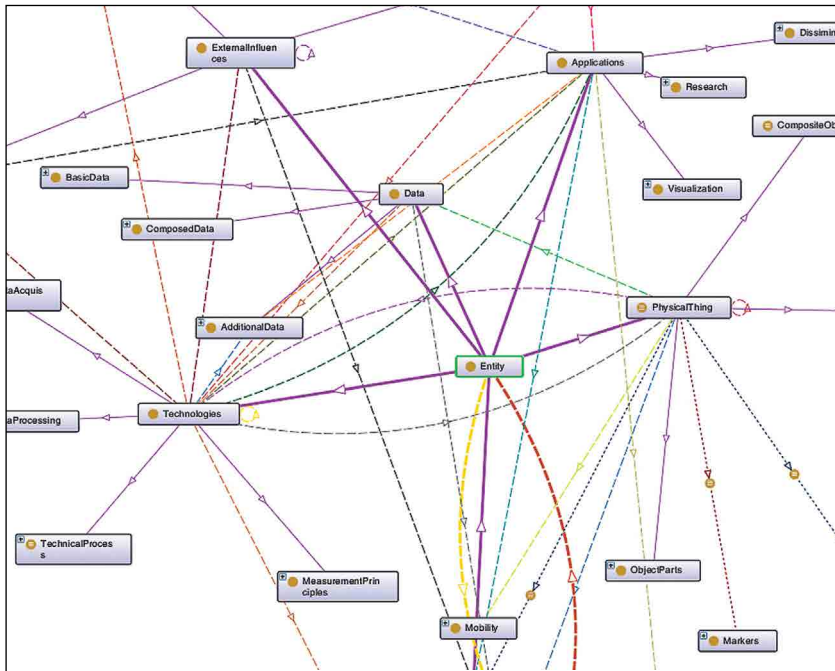 ExternalInfluen
ces
Applications
Dissimin
Research
CompositeOb
BasicData
Data
Visualization
ComposedData
taAcquis
PhysicalThing
AdditionalData
Entity
Technologies
aProcessing
TechnicalProces
s
ObjectParts
MeasurementPrin
ciples
Mobility
Markers